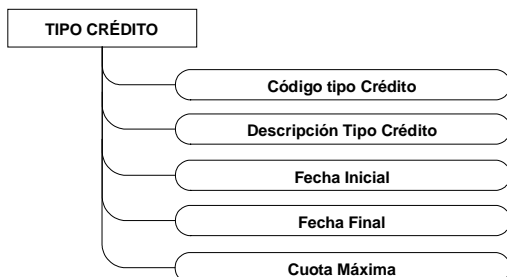 TIPO CRÉDITO
Código tipo Crédito
Descripción Tipo Crédito
Fecha Inicial
Fecha Final
Cuota Máxima